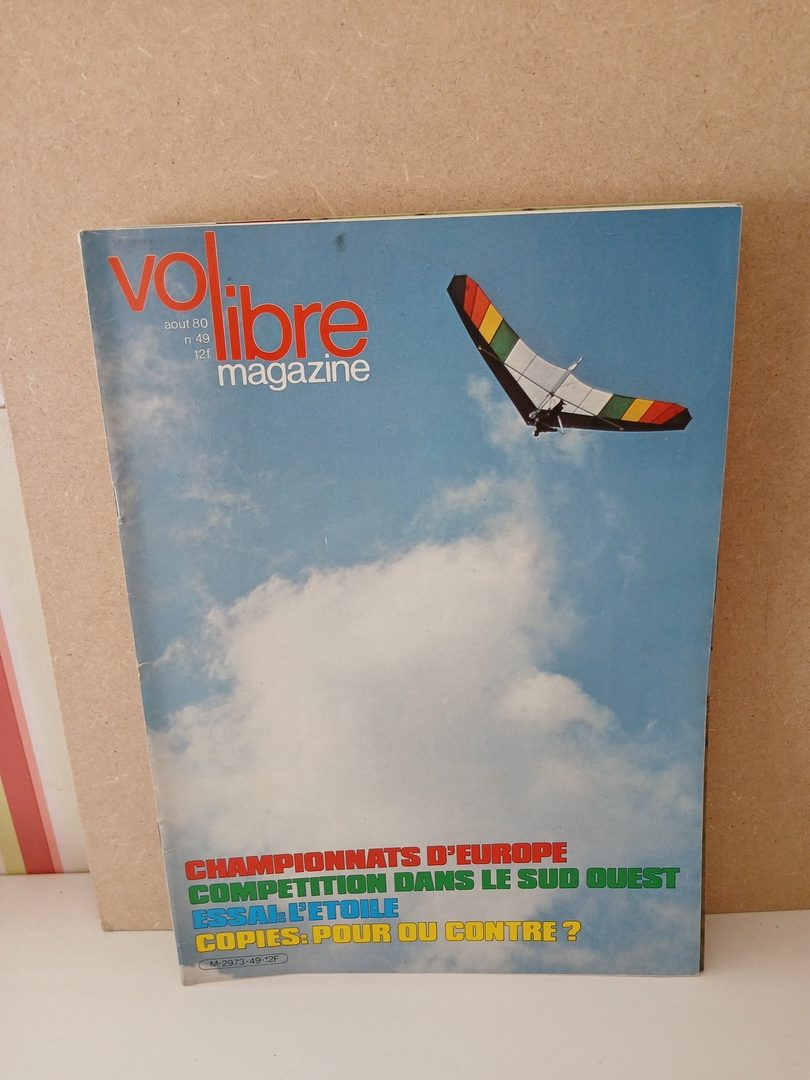 vol libre
aout 80
n°49
12f.
magazine
CHAMPIONNATS D'EUROPE
COMPETITION DANS LE SUD OUEST
ESSAI: L'ETOILE
COPIES: POUR OU CONTRE ?
M-2973-49-12F